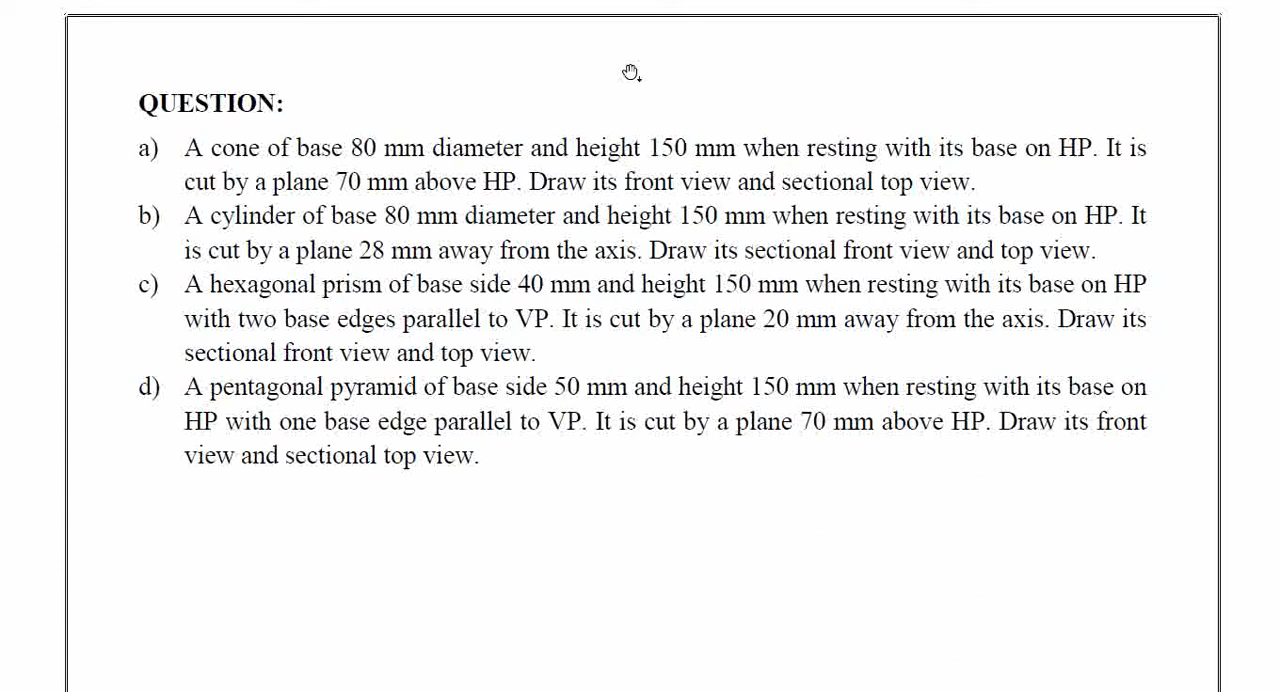 QUESTION:
a) A cone of base 80 mm diameter and height 150 mm when resting with its base on HP. It is
cut by a plane 70 mm above HP. Draw its front view and sectional top view.
b) A cylinder of base 80 mm diameter and height 150 mm when resting with its base on HP. It
is cut by a plane 28 mm away from the axis. Draw its sectional front view and top view.
c) A hexagonal prism of base side 40 mm and height 150 mm when resting with its base on HP
with two base edges parallel to VP. It is cut by a plane 20 mm away from the axis. Draw its
sectional front view and top view.
d) A pentagonal pyramid of base side 50 mm and height 150 mm when resting with its base on
HP with one base edge parallel to VP. It is cut by a plane 70 mm above HP. Draw its front
view and sectional top view.